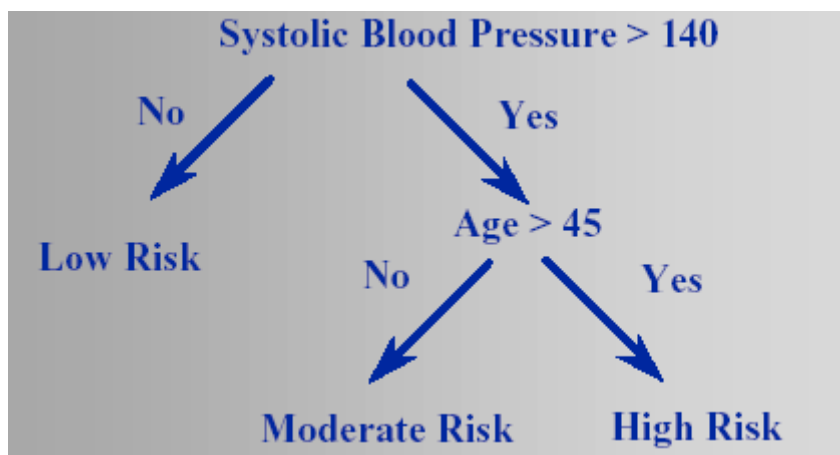 Systolic Blood Pressure > 140
No
Yes
Low Risk
Age > 45
No
Yes
Moderate Risk
High Risk